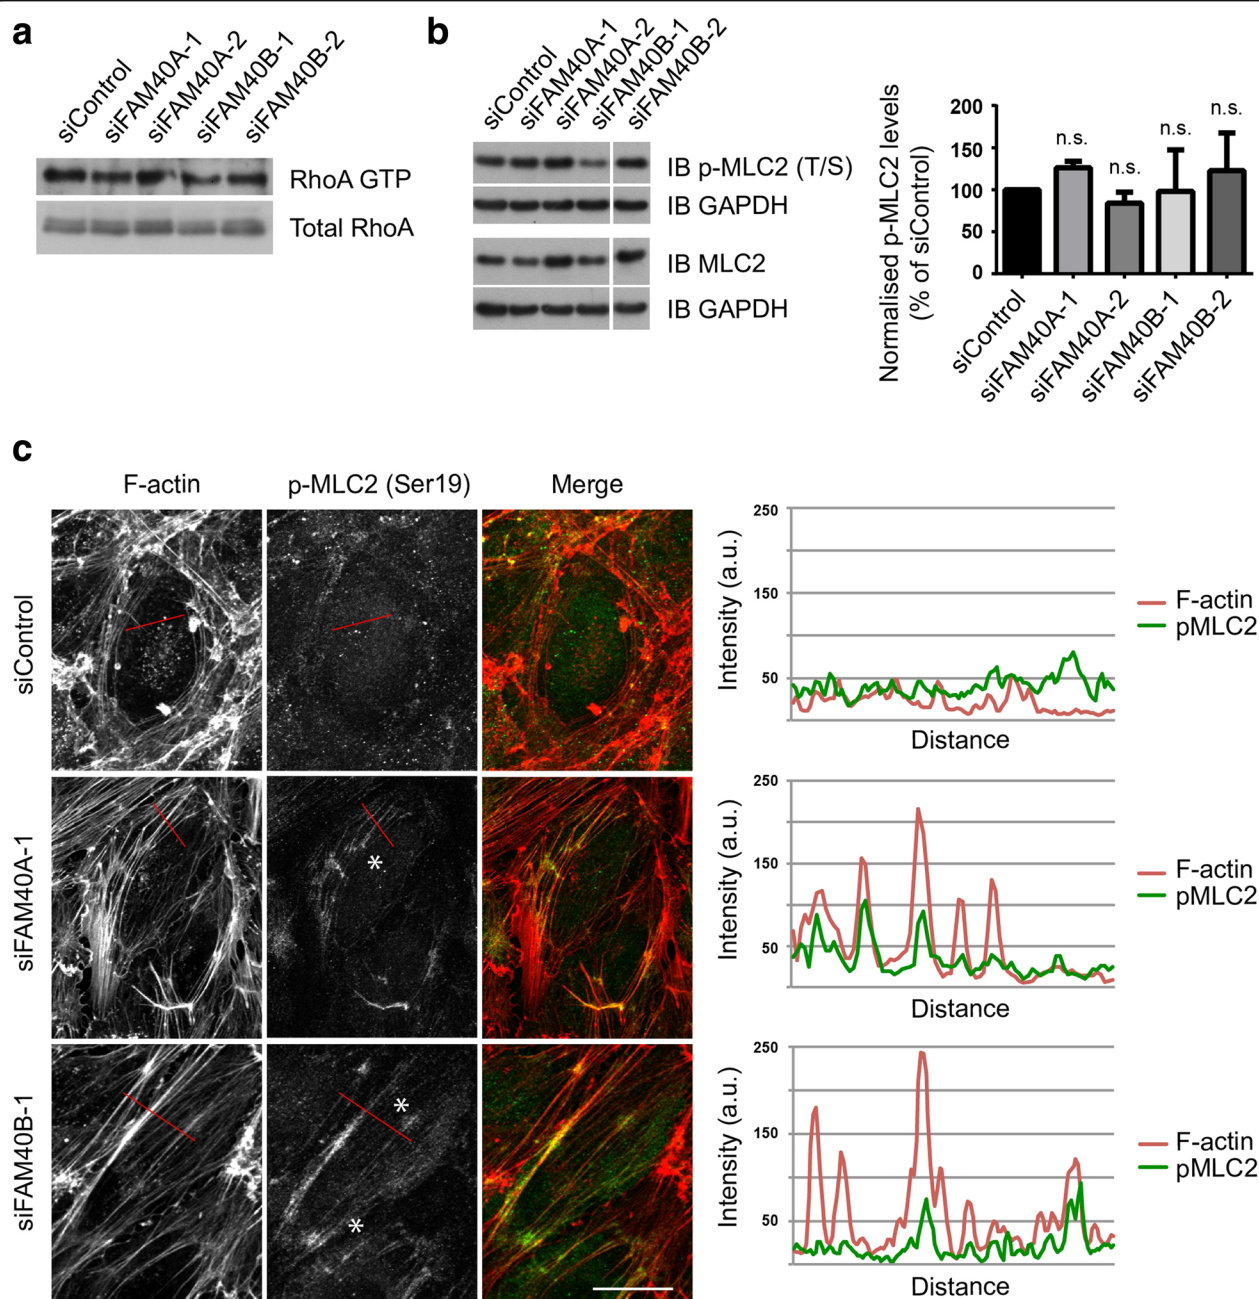 a
siControl
siFAM40A-1
siFAM40A-2
siFAM40B-1
siFAM40B-2
RhoA GTP
Total RhoA
b
siControl
siFAM40A-1
siFAM40A-2
siFAM40B-1
siFAM40B-2
IB p-MLC2 (T/S)
IB GAPDH
IB MLC2
IB GAPDH
Normalised p-MLC2 levels
(% of siControl)
200
150
100
50
0
n.s.
n.s.
n.s.
n.s.
siControl
siFAM40A-1
siFAM40A-2
siFAM40B-1
siFAM40B-2
c
F-actin
p-MLC2 (Ser19)
Merge
siControl
Intensity (a.u.)
250
150
50
Distance
F-actin
pMLC2
siFAM40A-1
*
Intensity (a.u.)
250
150
50
Distance
F-actin
pMLC2
siFAM40B-1
*
*
Intensity (a.u.)
250
150
50
Distance
F-actin
pMLC2